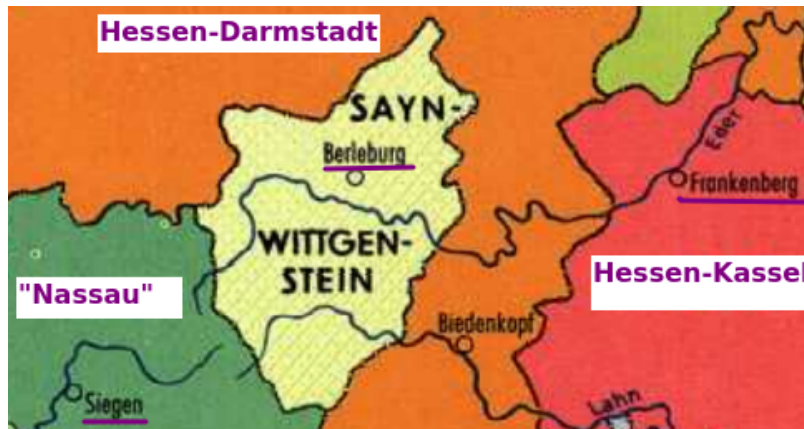 Hessen-Darmstadt
SAYN-
Berleburg
Eder
Frankenberg
WITTGEN-
STEIN
"Nassau"
Hessen-Kassel
Biedenkopf
Siegen
Lahn